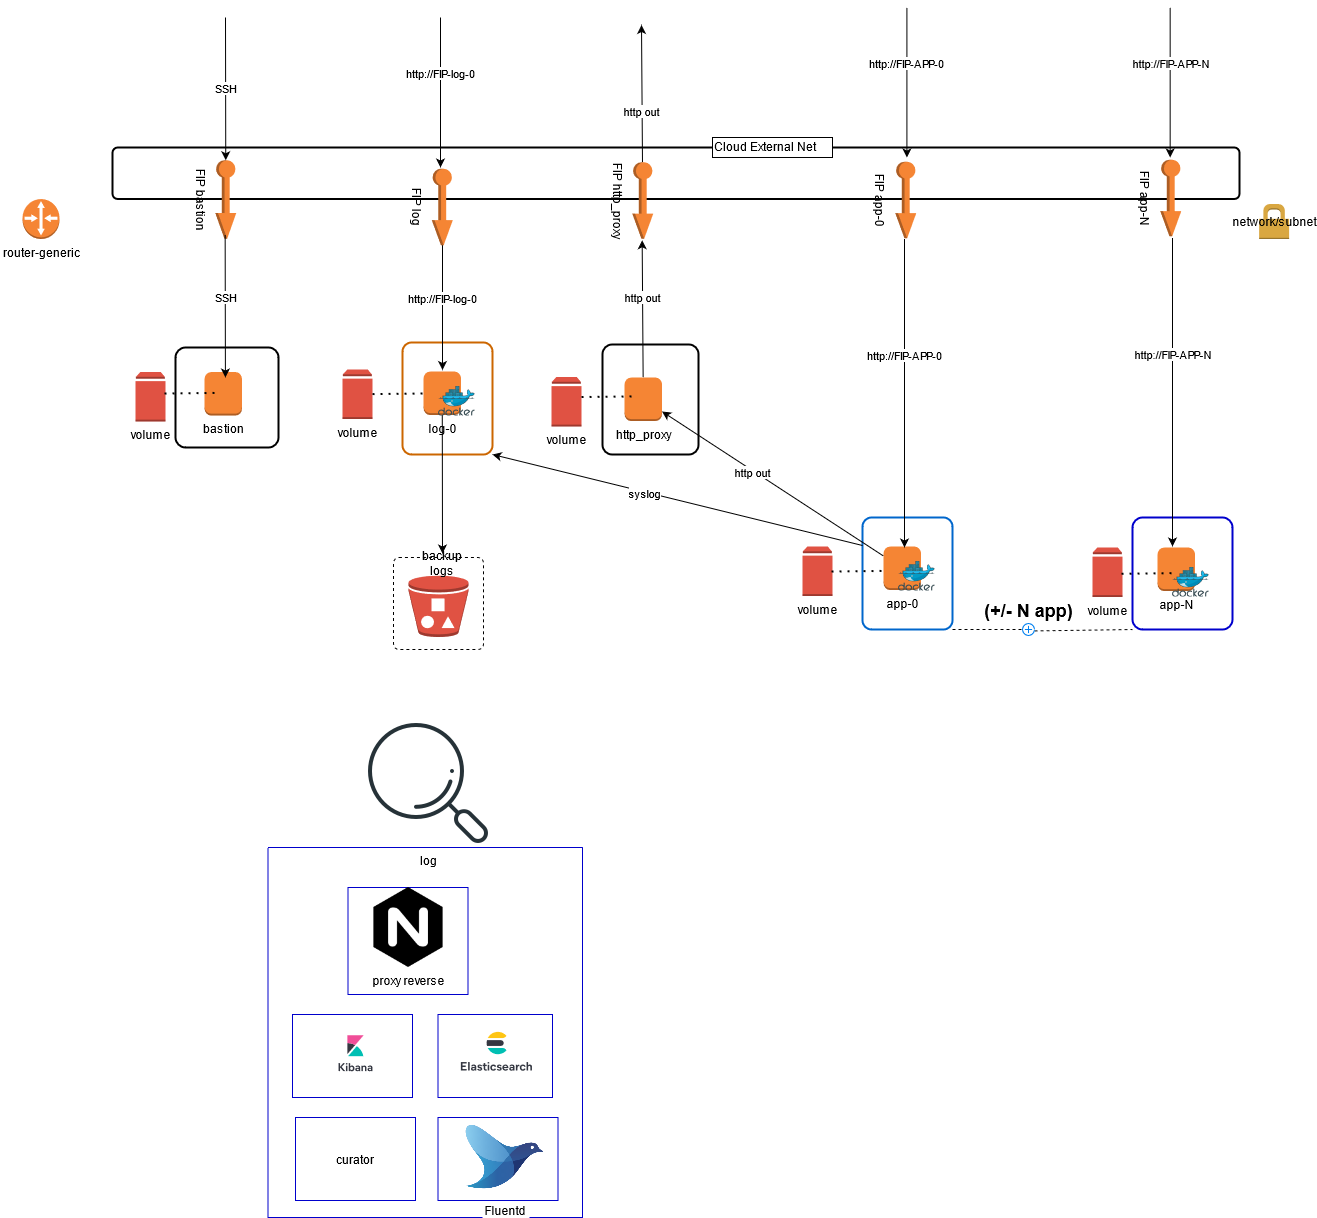 SSH
http://FIP-log-0
http out
http://FIP-APP-0
http://FIP-APP-N
Cloud External Net
FIP bastion
FIP log
FIP http_proxy
FIP app-0
FIP app-N
router-generic
network/subnet
SSH
http://FIP-log-0
http out
http://FIP-APP-0
http://FIP-APP-N
volume
bastion
volume
docker
log-0
volume
http_proxy
http out
syslog
backup
logs
volume
docker
app-0
(+/- N app)
volume
docker
app-N
log
N
proxy reverse
Kibana
Elasticsearch
curator
Fluentd